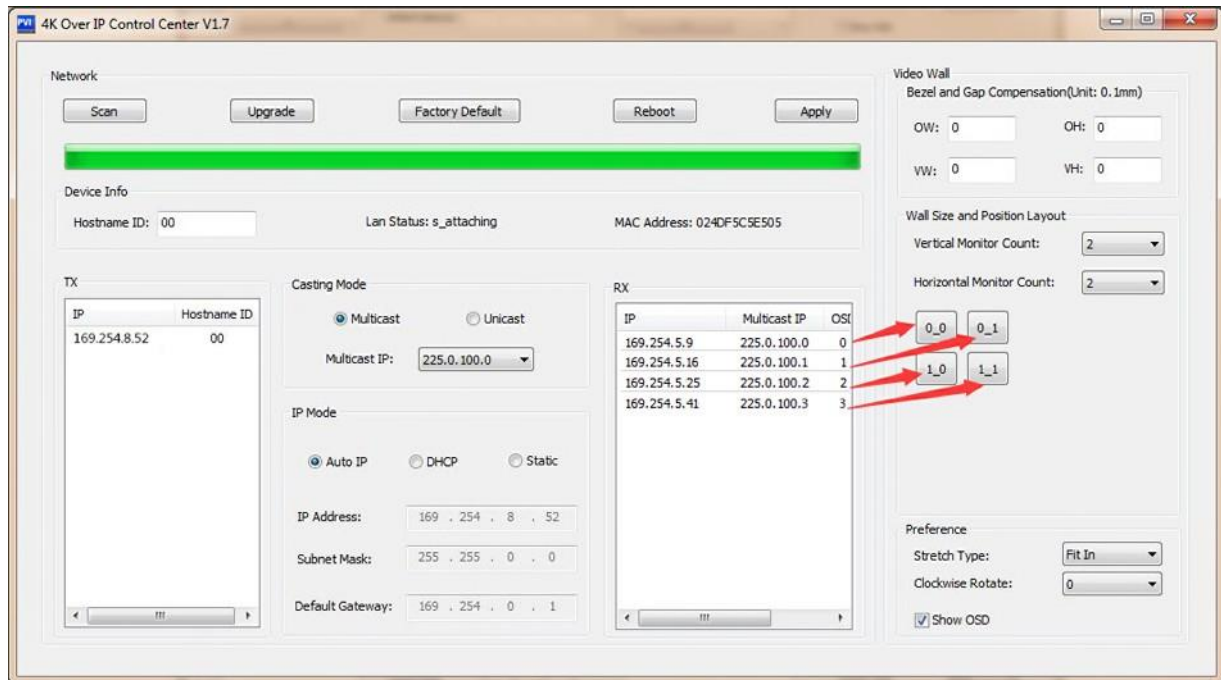 PVI 4K Over IP Control Center V1.7
Network
Scan Upgrade Factory Default Reboot Apply
Device Info
Hostname ID: 00 Lan Status: s_attaching MAC Address: 024DF5C5E505
TX
IP Hostname ID
169.254.8.52 00
Casting Mode
Multicast Unicast
Multicast IP: 225.0.100.0
IP Mode
Auto IP DHCP Static
IP Address: 169 . 254 . 8 . 52
Subnet Mask: 255 . 255 . 0 . 0
Default Gateway: 169 . 254 . 0 . 1
RX
IP Multicast IP OSD
169.254.5.9 225.0.100.0 0
169.254.5.16 225.0.100.1 1
169.254.5.25 225.0.100.2 2
169.254.5.41 225.0.100.3 3
Video Wall
Bezel and Gap Compensation(Unit: 0.1mm)
OW: 0 OH: 0
VW: 0 VH: 0
Wall Size and Position Layout
Vertical Monitor Count: 2
Horizontal Monitor Count: 2
0_0 0_1
1_0 1_1
Preference
Stretch Type: Fit In
Clockwise Rotate: 0
Show OSD